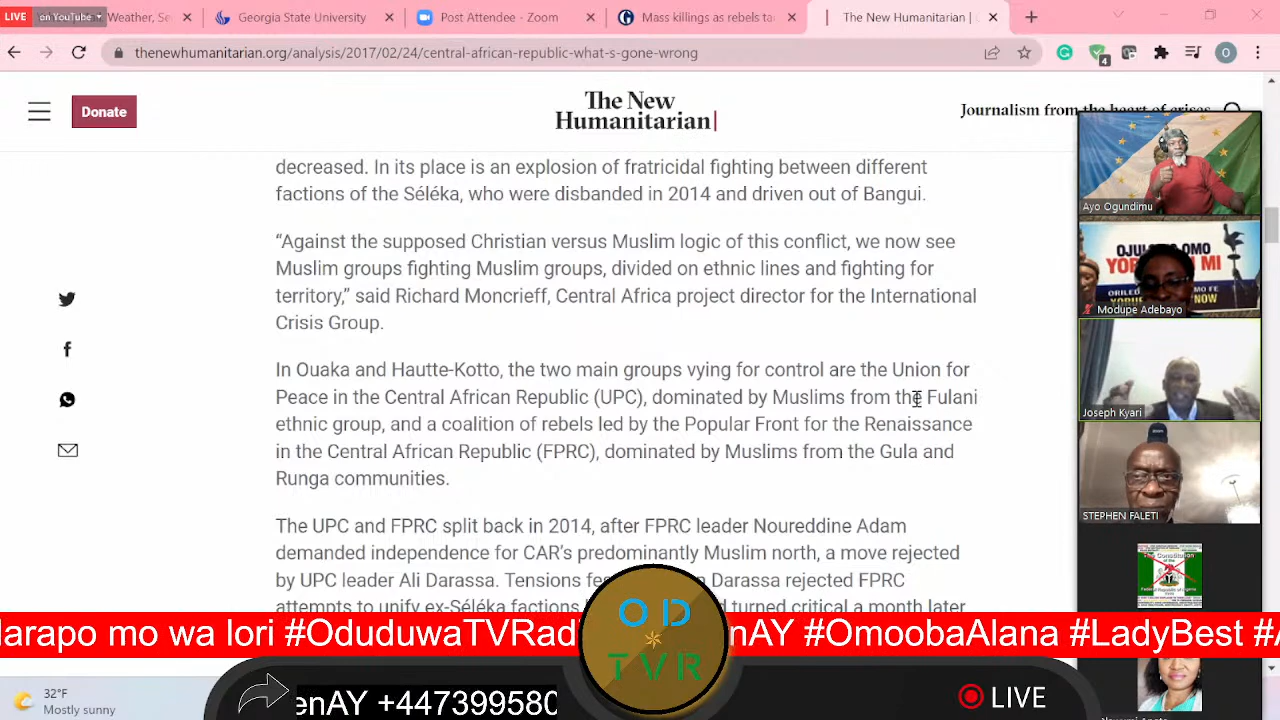 LIVE on YouTube
Weather, Se
Georgia State University
Post Attendee - Zoom
Mass killings as rebels ta
The New Humanitarian |
thenewhumanitarian.org/analysis/2017/02/24/central-african-republic-what-s-gone-wrong
4
O
Donate
The New
Humanitarian|
Journalism from the heart of crises
decreased. In its place is an explosion of fratricidal fighting between different
factions of the Séléka, who were disbanded in 2014 and driven out of Bangui.
“Against the supposed Christian versus Muslim logic of this conflict, we now see
Muslim groups fighting Muslim groups, divided on ethnic lines and fighting for
territory,” said Richard Moncrieff, Central Africa project director for the International
Crisis Group.
In Ouaka and Hautte-Kotto, the two main groups vying for control are the Union for
Peace in the Central African Republic (UPC), dominated by Muslims from the Fulani
ethnic group, and a coalition of rebels led by the Popular Front for the Renaissance
in the Central African Republic (FPRC), dominated by Muslims from the Gula and
Runga communities.
The UPC and FPRC split back in 2014, after FPRC leader Noureddine Adam
demanded independence for CAR’s predominantly Muslim north, a move rejected
by UPC leader Ali Darassa. Tensions Darassa rejected FPRC
Ayo Ogundimu
OMO
YOR MI
NOW
Modupe Adebayo
Joseph Kyari
STEPHEN FALETI
The Constitution
larapo mo wa lori #OduduwaTVRad enAY #OmoobaAlana #LadyBest #A
OD
TVR
enAY +447399580
LIVE
32°F
Mostly sunny